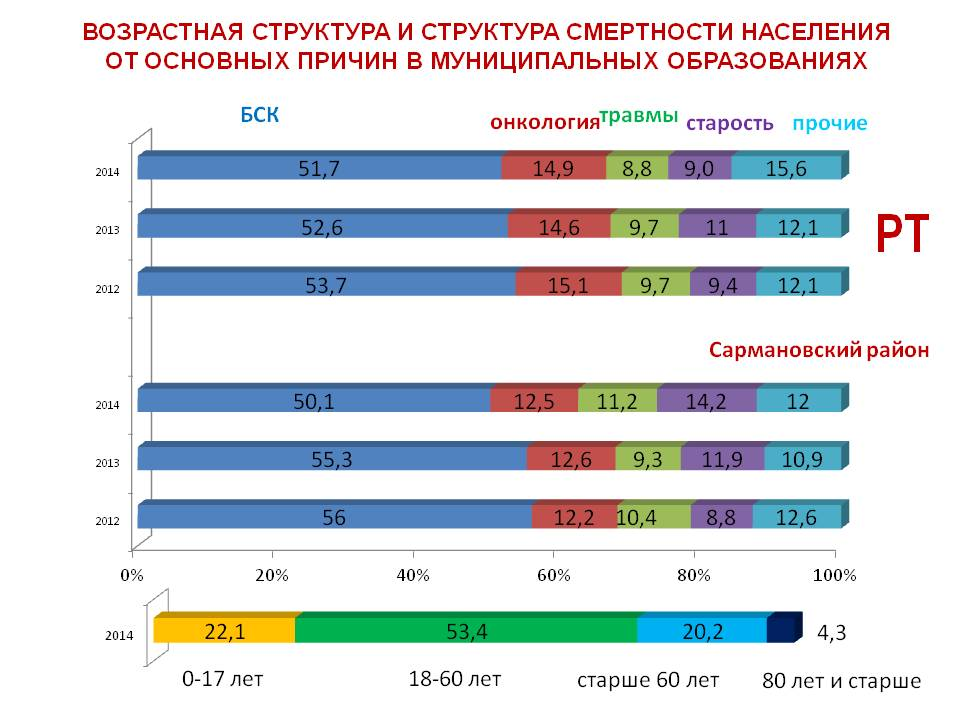 ВОЗРАСТНАЯ СТРУКТУРА И СТРУКТУРА СМЕРТНОСТИ НАСЕЛЕНИЯ
ОТ ОСНОВНЫХ ПРИЧИН В МУНИЦИПАЛЬНЫХ ОБРАЗОВАНИЯХ
БСК онкология травмы старость прочие
2014 51,7 14,9 8,8 9,0 15,6
2013 52,6 14,6 9,7 11 12,1
РТ
2012 53,7 15,1 9,7 9,4 12,1
Сармановский район
2014 50,1 12,5 11,2 14,2 12
2013 55,3 12,6 9,3 11,9 10,9
2012 56 12,2 10,4 8,8 12,6
0% 20% 40% 60% 80% 100%
2014 22,1 53,4 20,2 4,3
0-17 лет 18-60 лет старше 60 лет 80 лет и старше